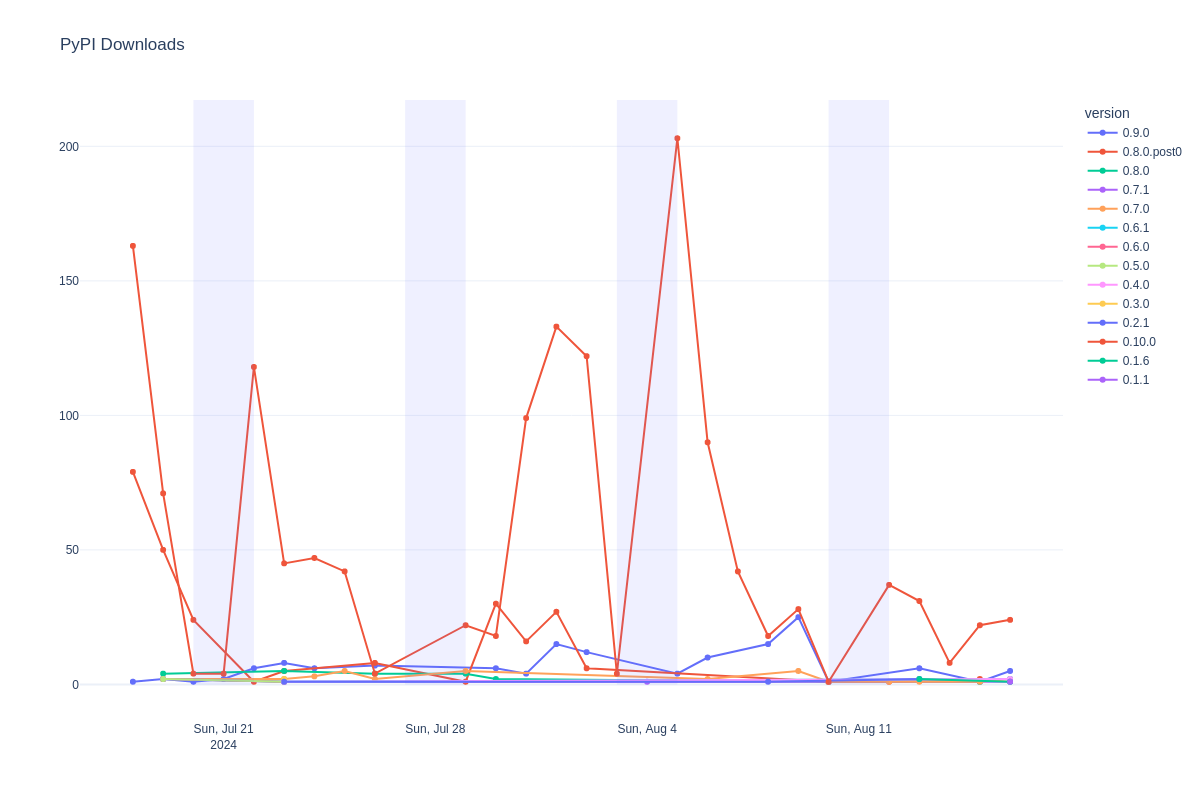 PyPI Downloads
200
150
100
50
0
Sun, Jul 21
2024
Sun, Jul 28
Sun, Aug 4
Sun, Aug 11
version
0.9.0
0.8.0.post0
0.8.0
0.7.1
0.7.0
0.6.1
0.6.0
0.5.0
0.4.0
0.3.0
0.2.1
0.10.0
0.1.6
0.1.1